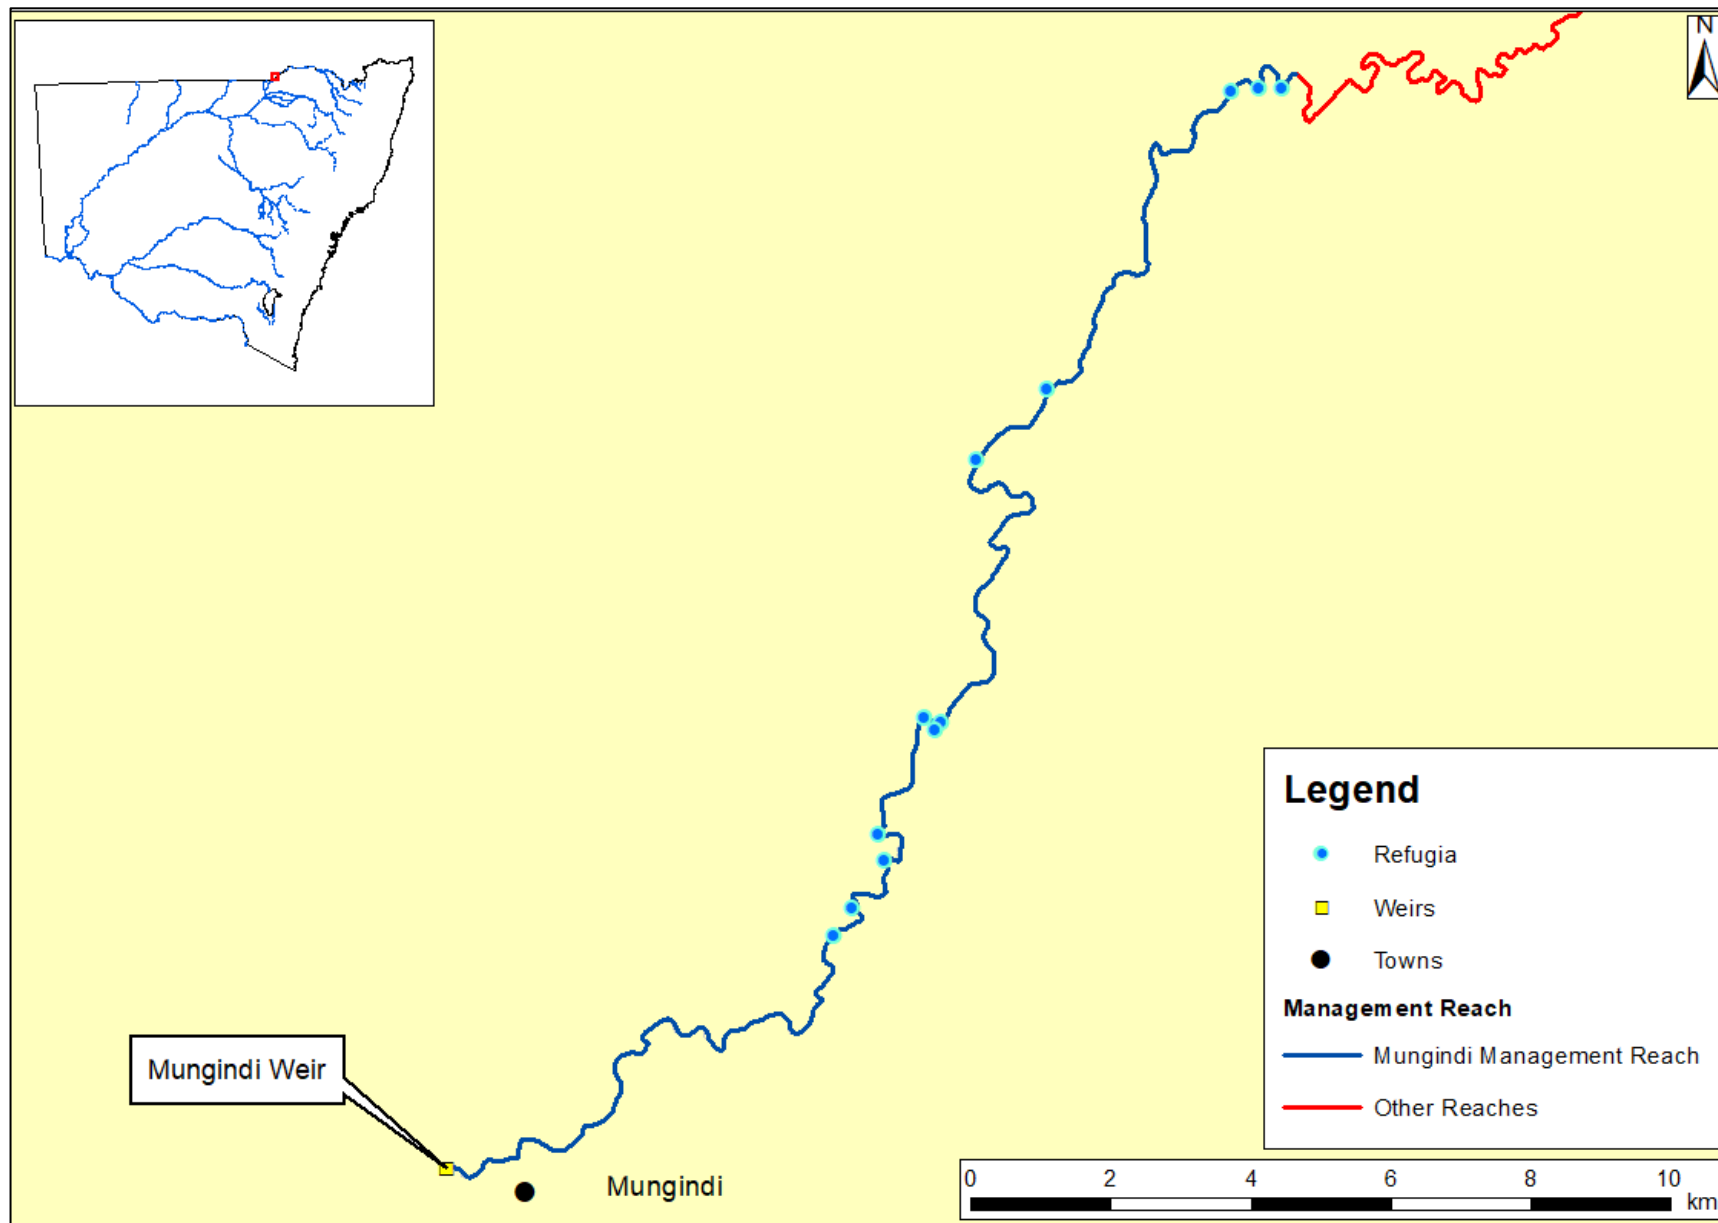 N
Legend
Refugia
Weirs
Towns
Management Reach
Mungindi Management Reach
Other Reaches
Mungindi Weir
Mungindi
0 2 4 6 8 10
km